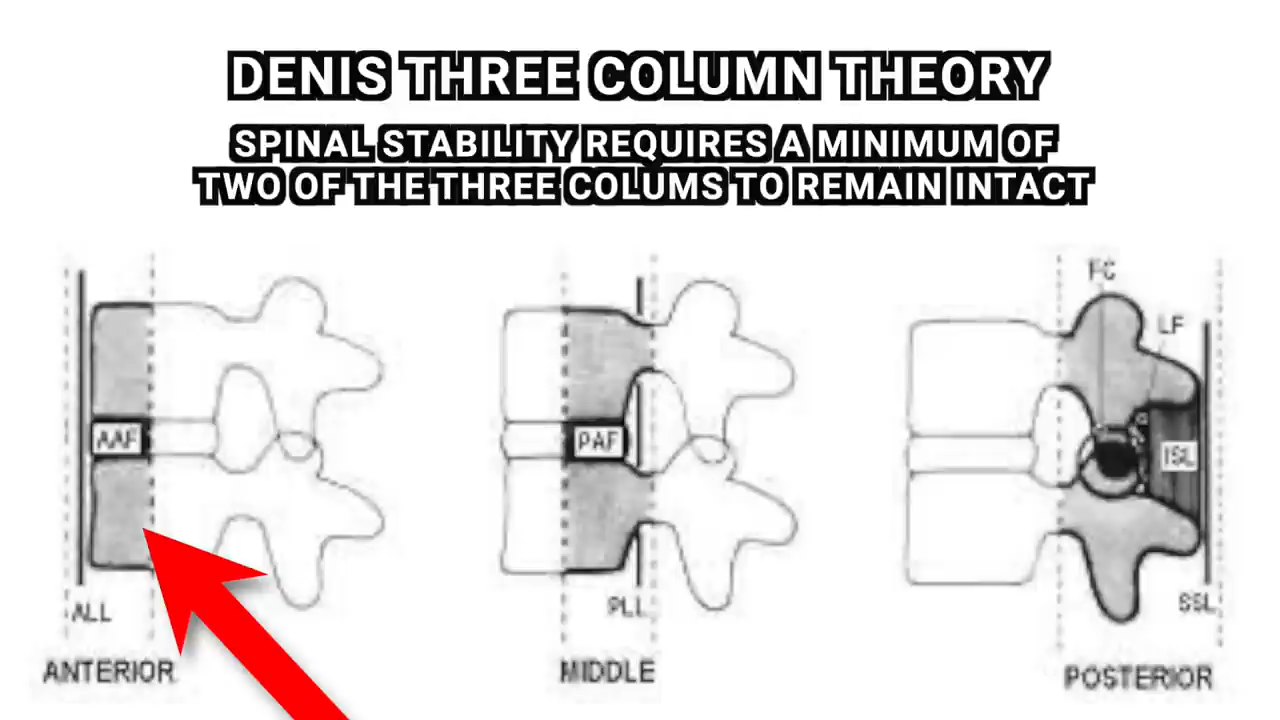 DENIS THREE COLUMN THEORY
SPINAL STABILITY REQUIRES A MINIMUM OF
TWO OF THE THREE COLUMS TO REMAIN INTACT
FC
LF
AAF
PAF
ISL
ALL
PLL
SSL
ANTERIOR
MIDDLE
POSTERIOR